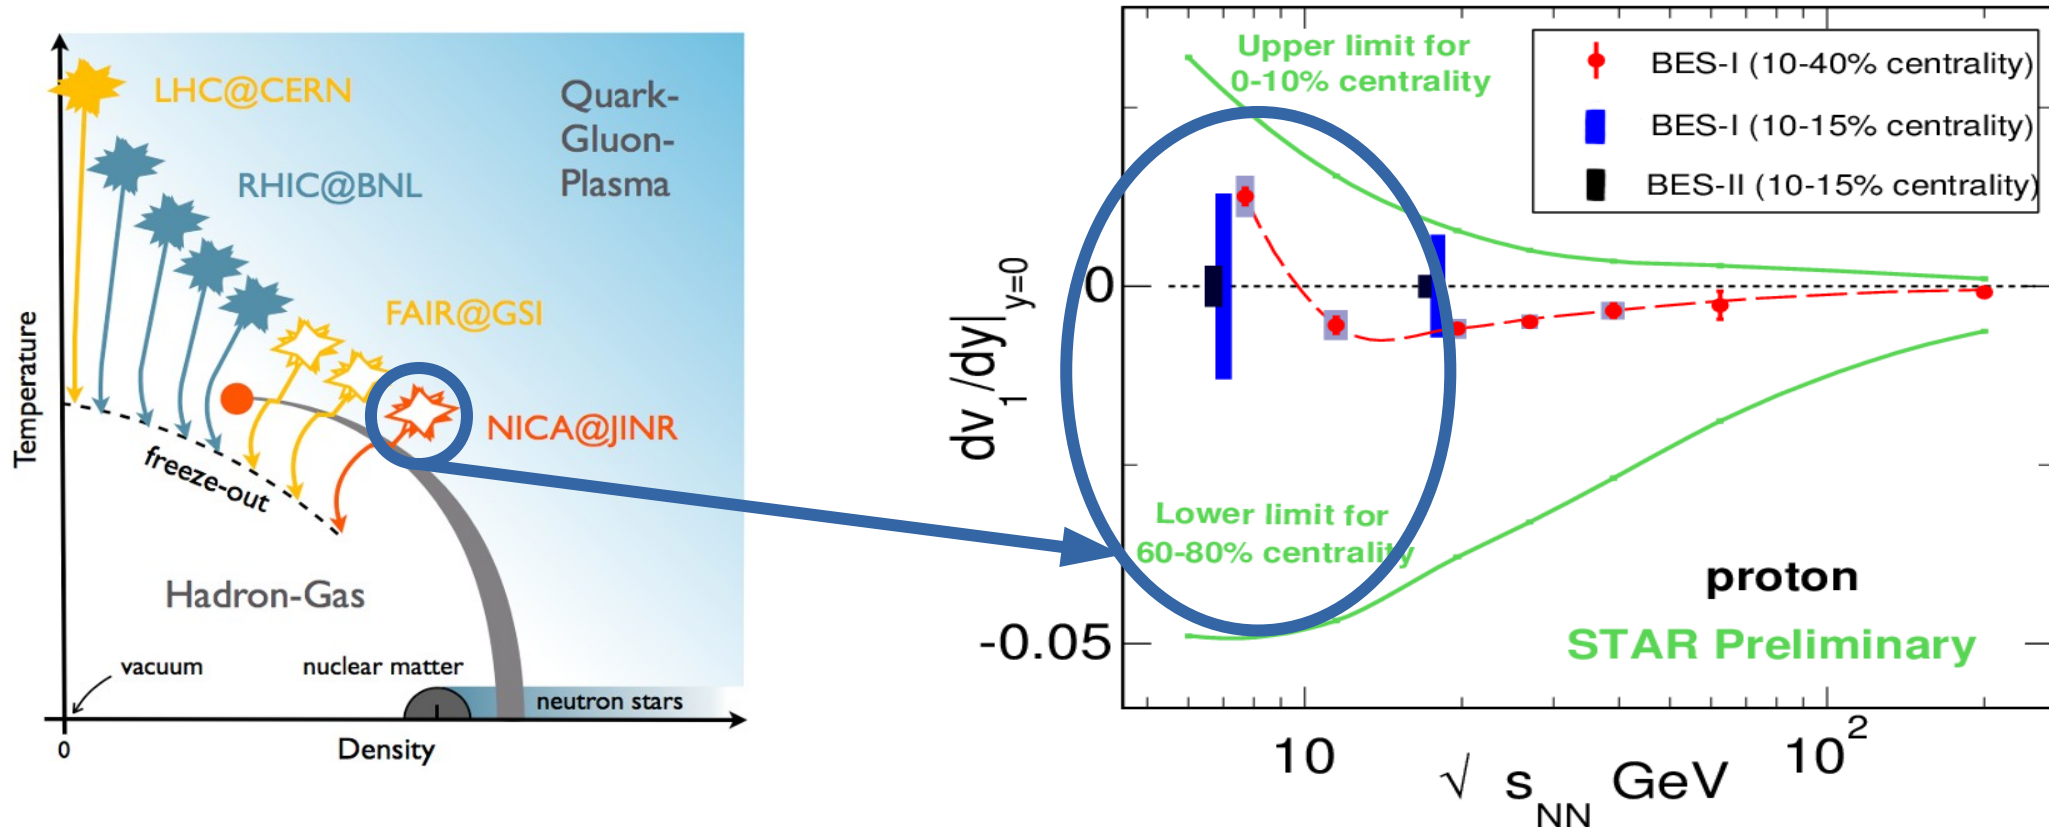 LHC@CERN
RHIC@BNL
Quark-
Gluon-
Plasma
FAIR@GSI
NICA@JINR
freeze-out
Hadron-Gas
vacuum
nuclear matter
neutron stars
Temperature
0
Density
Upper limit for
0-10% centrality
BES-I (10-40% centrality)
BES-I (10-15% centrality)
BES-II (10-15% centrality)
dv1/dy|y=0
0
-0.05
Lower limit for
60-80% centrality
proton
STAR Preliminary
10
10²
√ sNN GeV